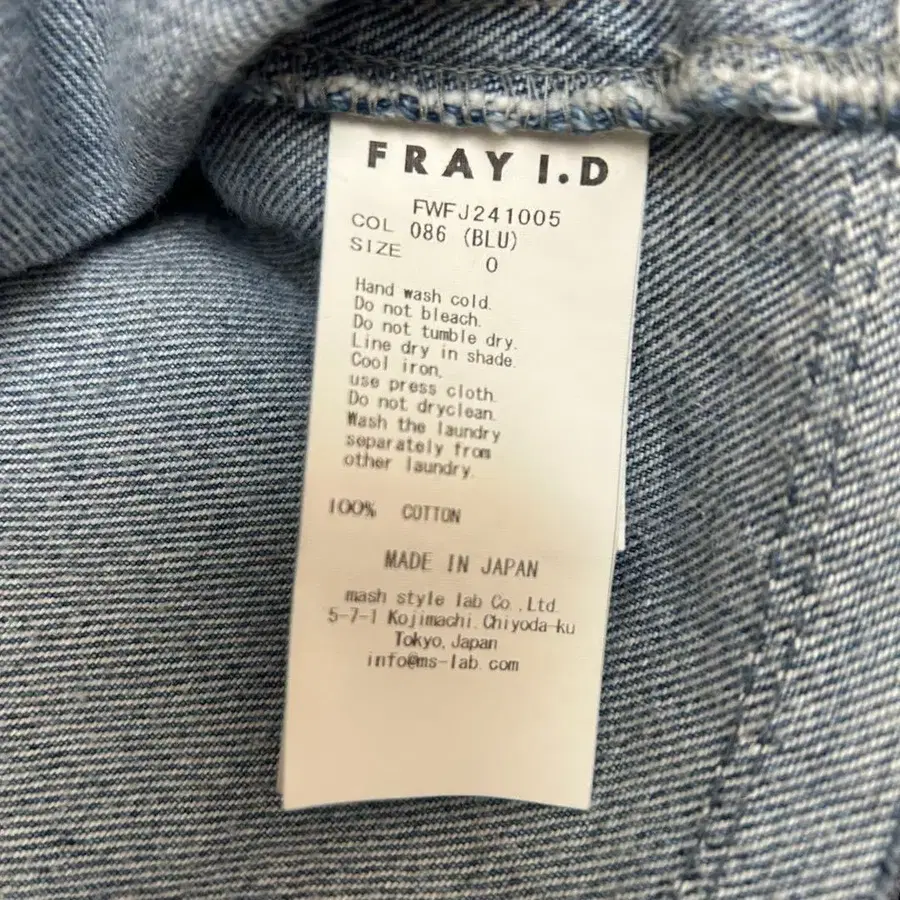 FRAY I.D
FWFJ241005
COL 086 (BLU)
SIZE 0
Hand wash cold.
Do not bleach.
Do not tumble dry.
Line dry in shade.
Cool iron,
use press cloth.
Do not dryclean.
Wash the laundry
separately from
other laundry.
100% COTTON
MADE IN JAPAN
mash style lab Co.,Ltd.
5-7-1 Kojimachi.Chiyoda-ku
Tokyo,Japan
info@ms-lab.com